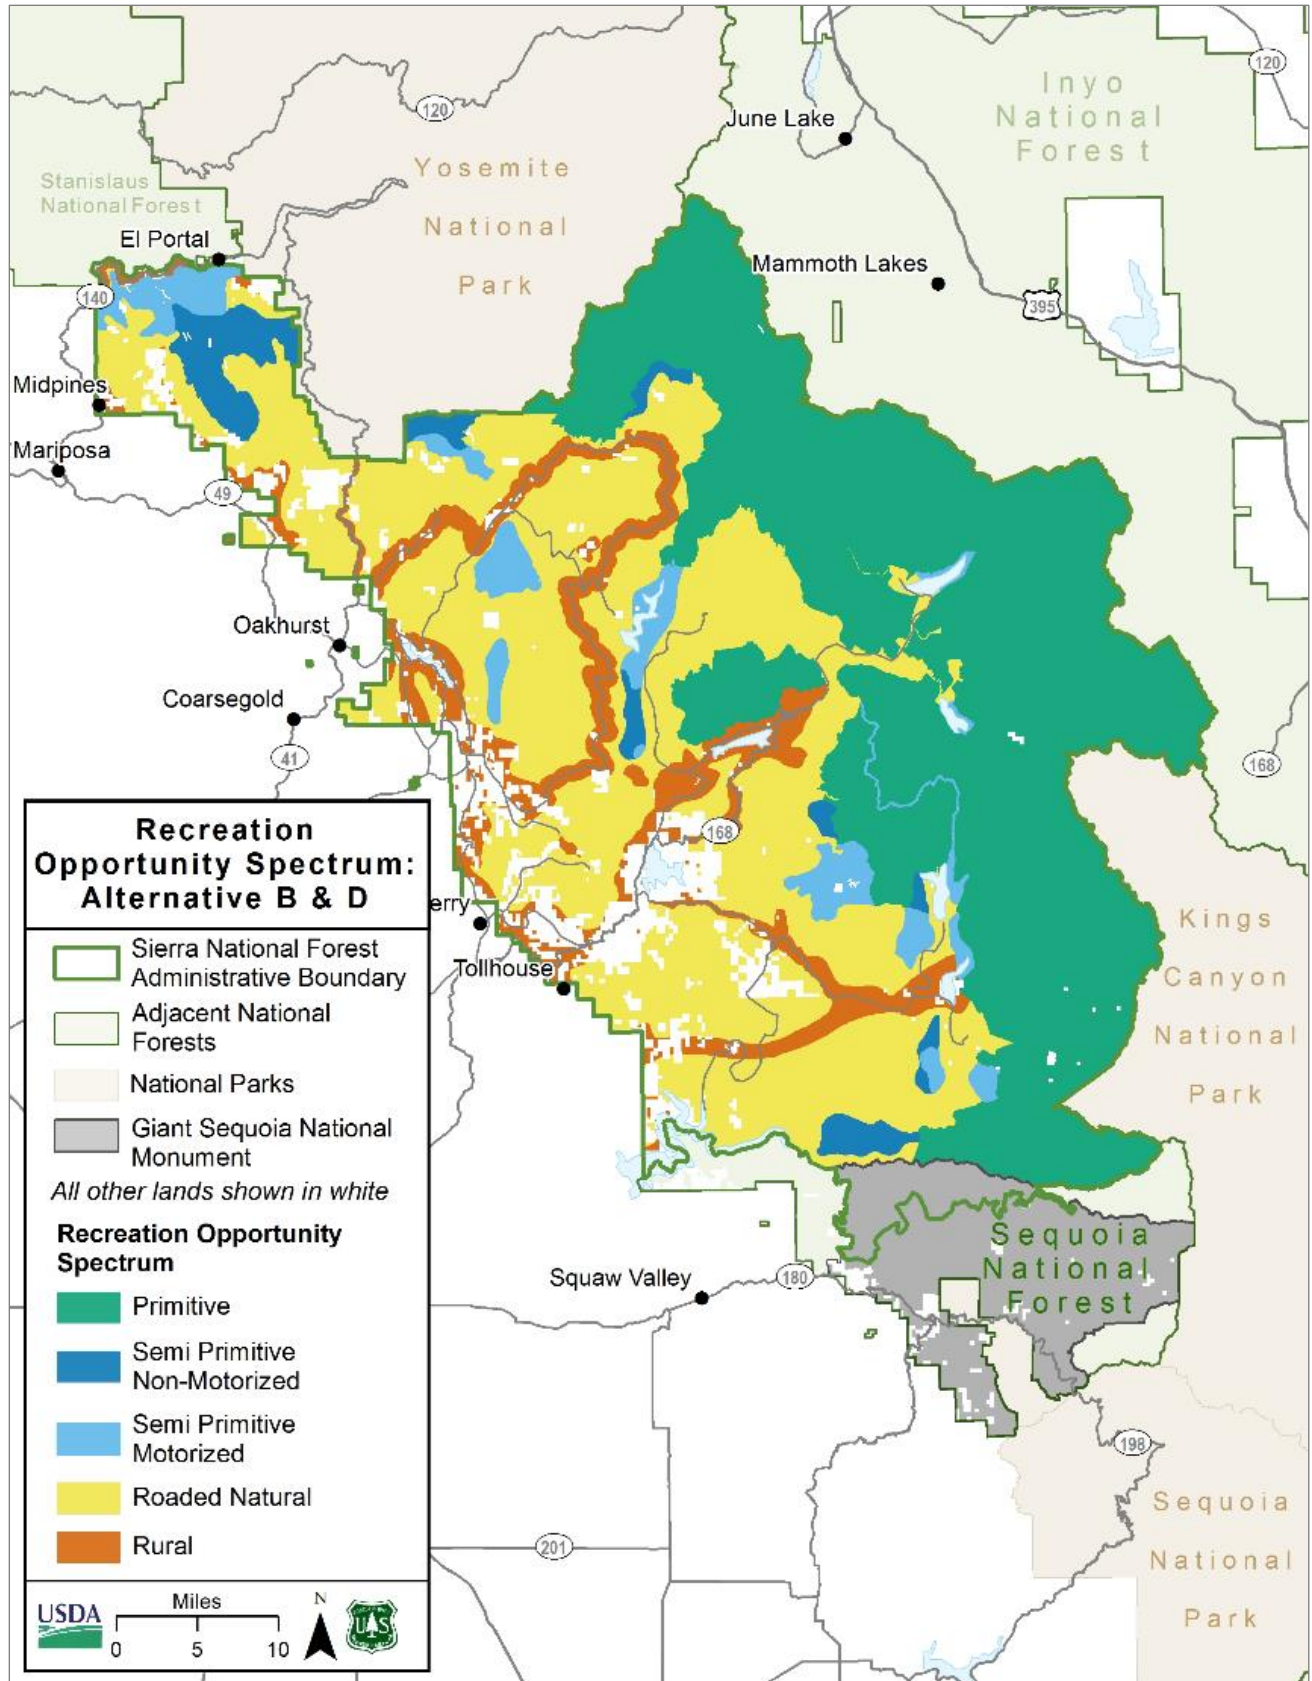 120
Inyo
National
Forest
120
June Lake
Yosemite
National
Park
Stanislaus
National Forest
El Portal
Mammoth Lakes
140
395
Midpines
Mariposa
49
Oakhurst
Coarsegold
41
168
168
erry
Tollhouse
Kings
Canyon
National
Park
Sequoia
National
Forest
Squaw Valley
180
198
201
Sequoia
National
Park
Recreation
Opportunity Spectrum:
Alternative B & D
Sierra National Forest
Administrative Boundary
Adjacent National
Forests
National Parks
Giant Sequoia National
Monument
All other lands shown in white
Recreation Opportunity
Spectrum
Primitive
Semi Primitive
Non-Motorized
Semi Primitive
Motorized
Roaded Natural
Rural
USDA
Miles
0 5 10
N
U S